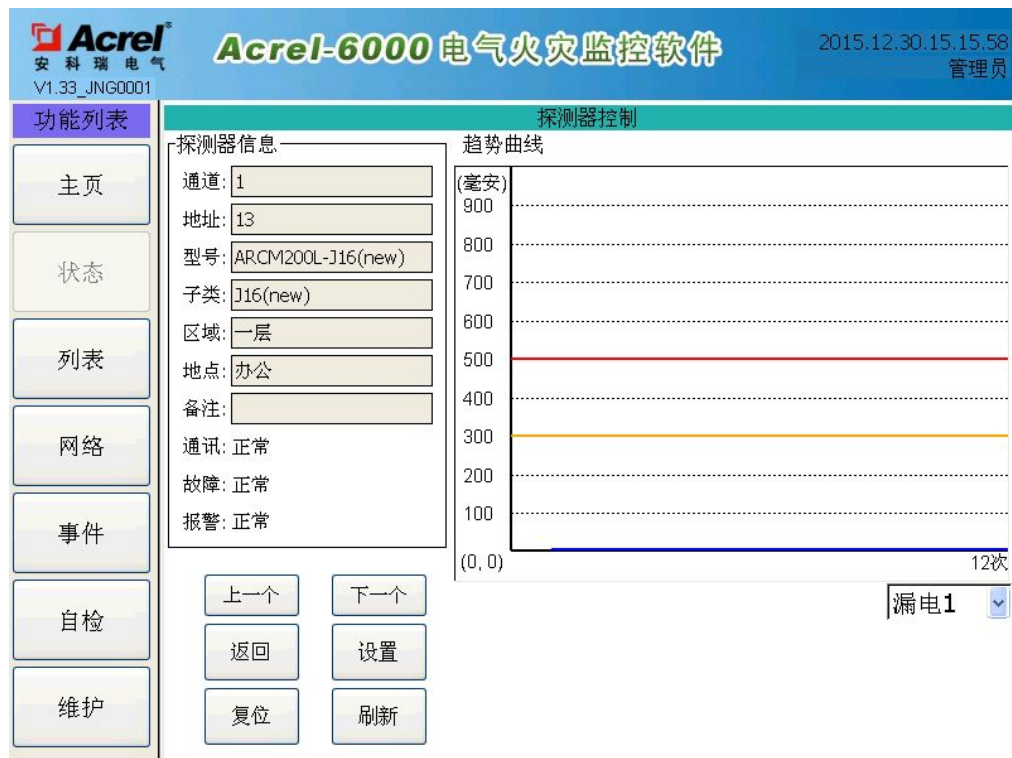 Acrel®
安科瑞电气
V1.33_JNG0001
Acrel-6000电气火灾监控软件
2015.12.30.15.15.58
管理员
功能列表
主页
状态
列表
网络
事件
自检
维护
探测器控制
探测器信息
通道: 1
地址: 13
型号: ARCM200L-J16(new)
子类: J16(new)
区域: 一层
地点: 办公
备注:
通讯: 正常
故障: 正常
报警: 正常
上一个
下一个
返回
设置
复位
刷新
趋势曲线
(毫安)
900
800
700
600
500
400
300
200
100
(0, 0)
12次
漏电1